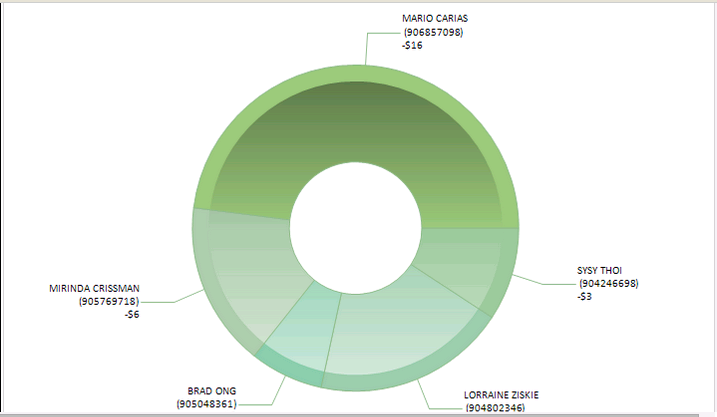 MARIO CARIAS
(906857098)
-$16
SYSY THOI
(904246698)
-$3
MIRINDA CRISSMAN
(905769718)
-$6
BRAD ONG
(905048361)
LORRAINE ZISKIE
(904802346)